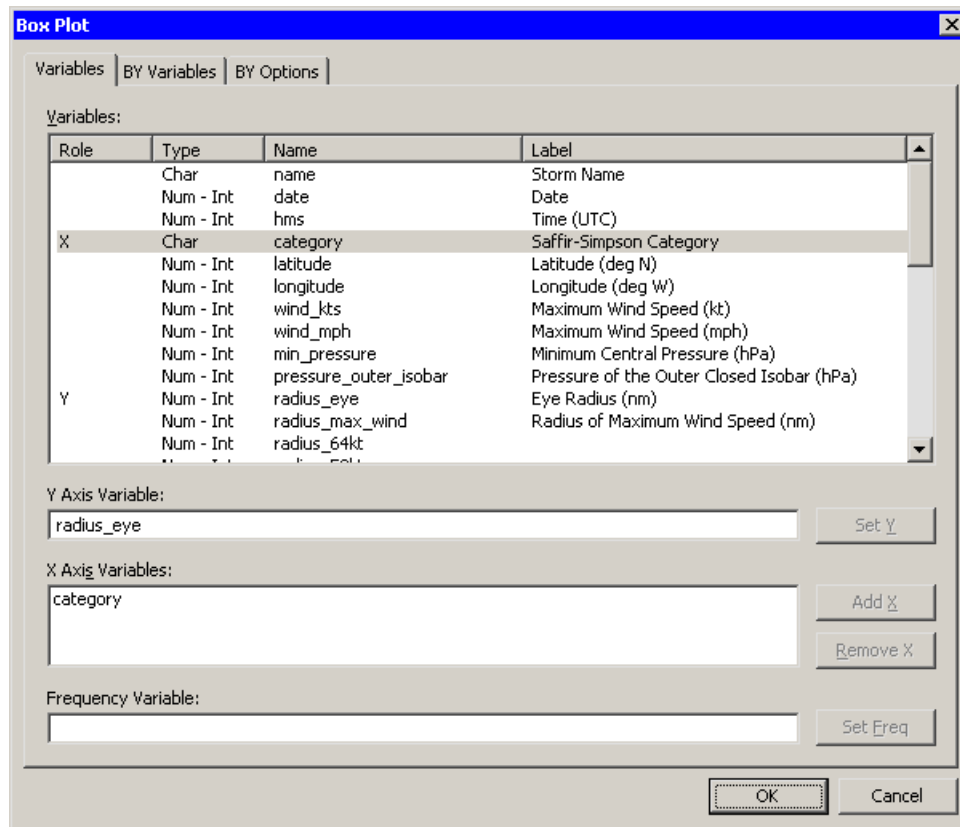 Box Plot
Variables BY Variables BY Options
Variables:
Role Type Name Label
Char name Storm Name
Num - Int date Date
Num - Int hms Time (UTC)
X Char category Saffir-Simpson Category
Num - Int latitude Latitude (deg N)
Num - Int longitude Longitude (deg W)
Num - Int wind_kts Maximum Wind Speed (kt)
Num - Int wind_mph Maximum Wind Speed (mph)
Num - Int min_pressure Minimum Central Pressure (hPa)
Num - Int pressure_outer_isobar Pressure of the Outer Closed Isobar (hPa)
Y Num - Int radius_eye Eye Radius (nm)
Num - Int radius_max_wind Radius of Maximum Wind Speed (nm)
Num - Int radius_64kt
Y Axis Variable:
radius_eye Set Y
X Axis Variables:
category Add X
Remove X
Frequency Variable:
Set Freq
OK Cancel